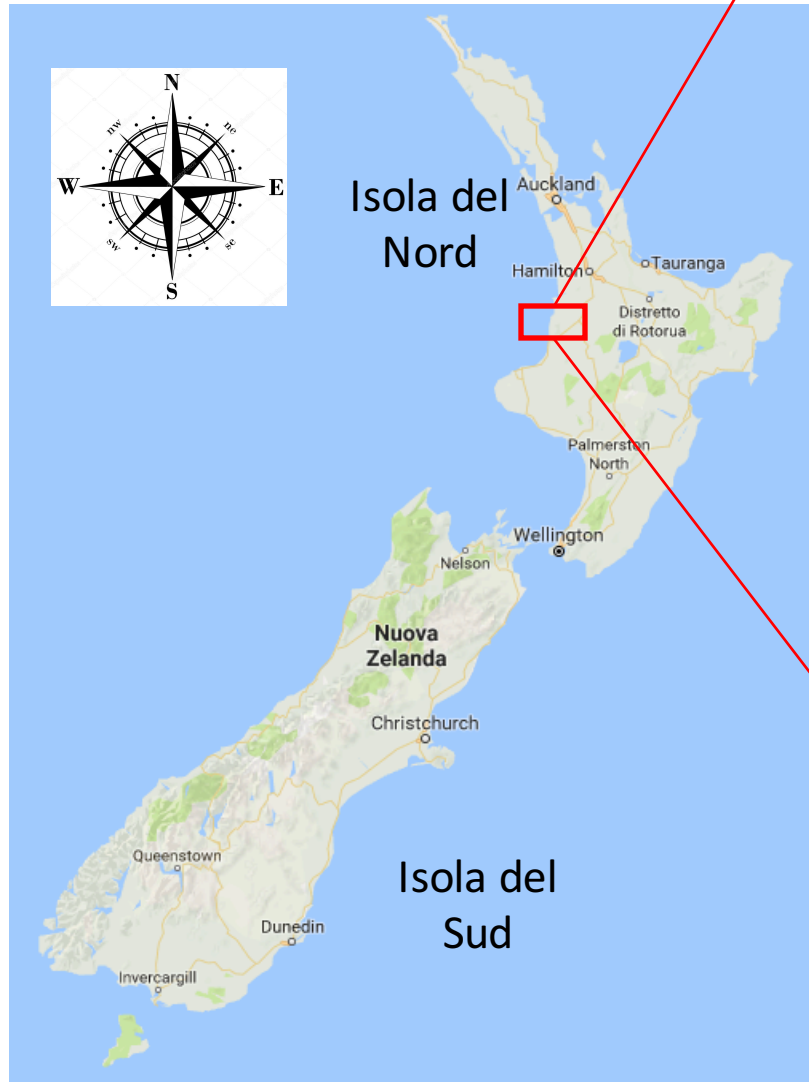 N
nw
ne
W
E
sw
se
S
Isola del
Nord
Auckland
Hamilton
Tauranga
Distretto
di Rotorua
Palmerston
North
Wellington
Nelson
Nuova
Zelanda
Christchurch
Queenstown
Isola del
Sud
Dunedin
Invercargill